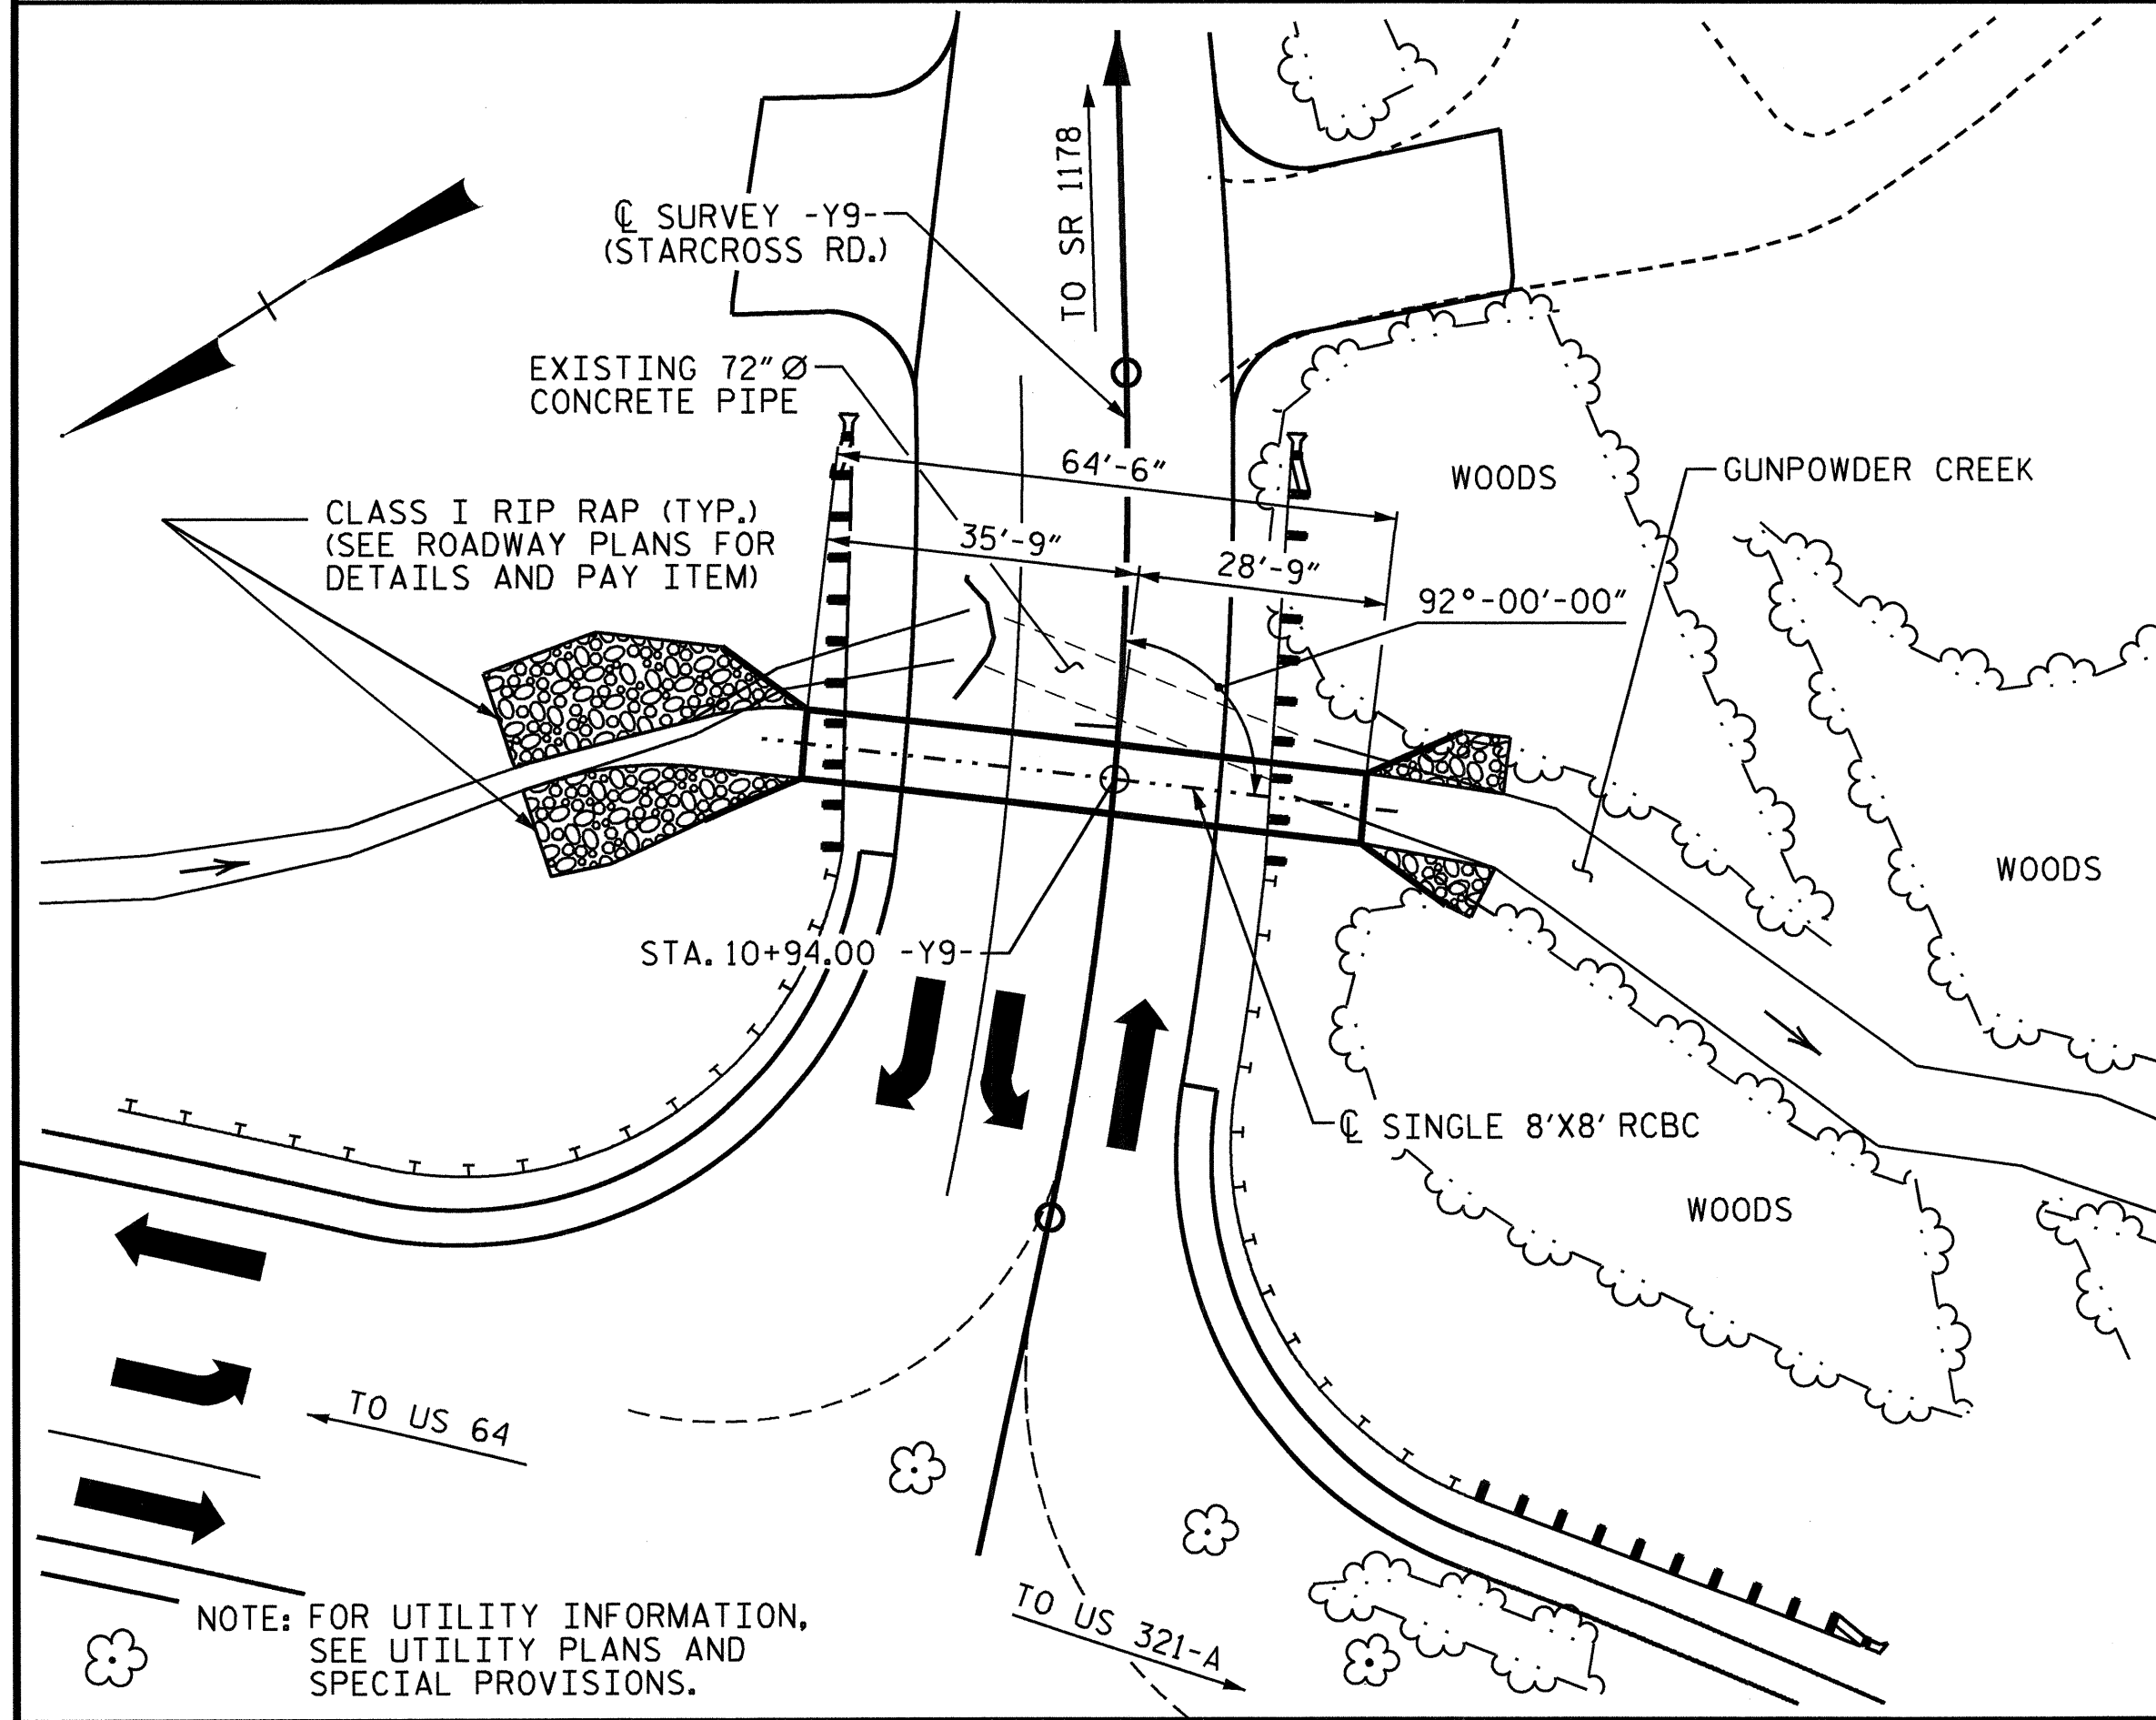 TO SR 1178
℄ SURVEY -Y9-
(STARCROSS RD.)
EXISTING 72"Ø
CONCRETE PIPE
64'-6"
WOODS
GUNPOWDER CREEK
CLASS I RIP RAP (TYP.)
(SEE ROADWAY PLANS FOR
DETAILS AND PAY ITEM)
35'-9"
28'-9"
92°-00'-00"
WOODS
STA. 10+94.00 -Y9-
℄ SINGLE 8'X8' RCBC
WOODS
TO US 64
TO US 321-A
NOTE: FOR UTILITY INFORMATION,
SEE UTILITY PLANS AND
SPECIAL PROVISIONS.